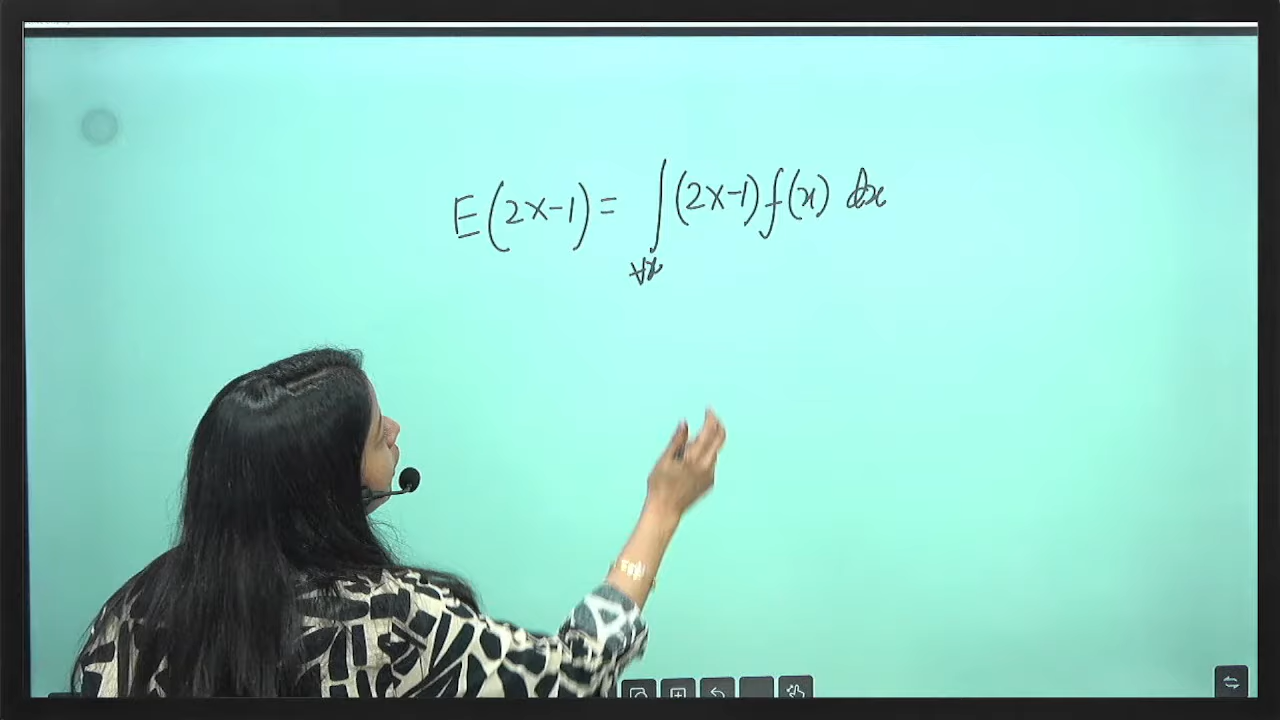 E(2x-1) = ∫(2x-1)f(x) dx
∀x